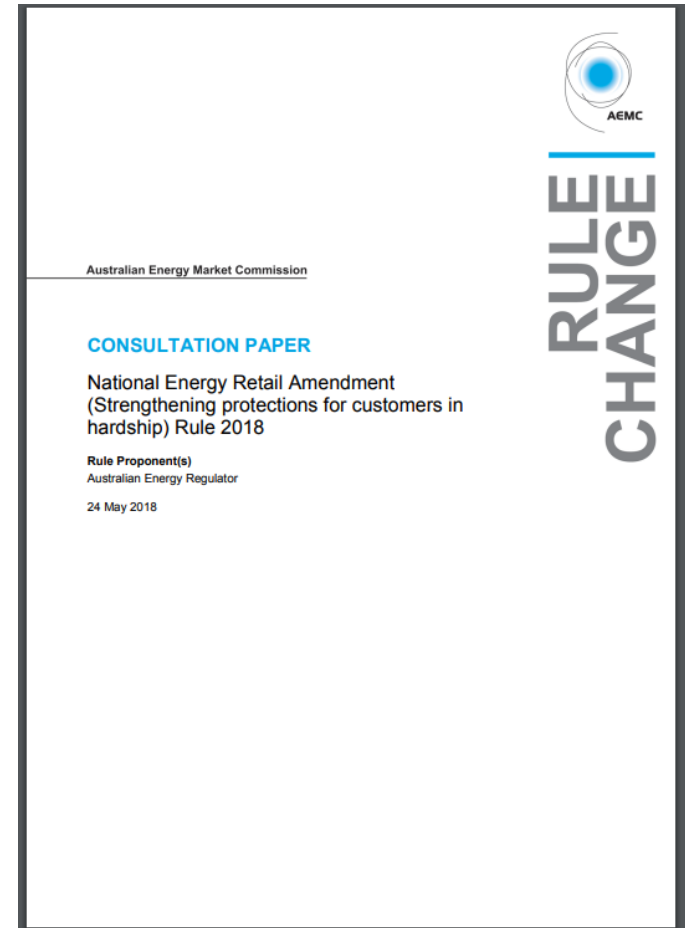 AEMC
RULE
CHANGE
Australian Energy Market Commission
CONSULTATION PAPER
National Energy Retail Amendment
(Strengthening protections for customers in
hardship) Rule 2018
Rule Proponent(s)
Australian Energy Regulator
24 May 2018